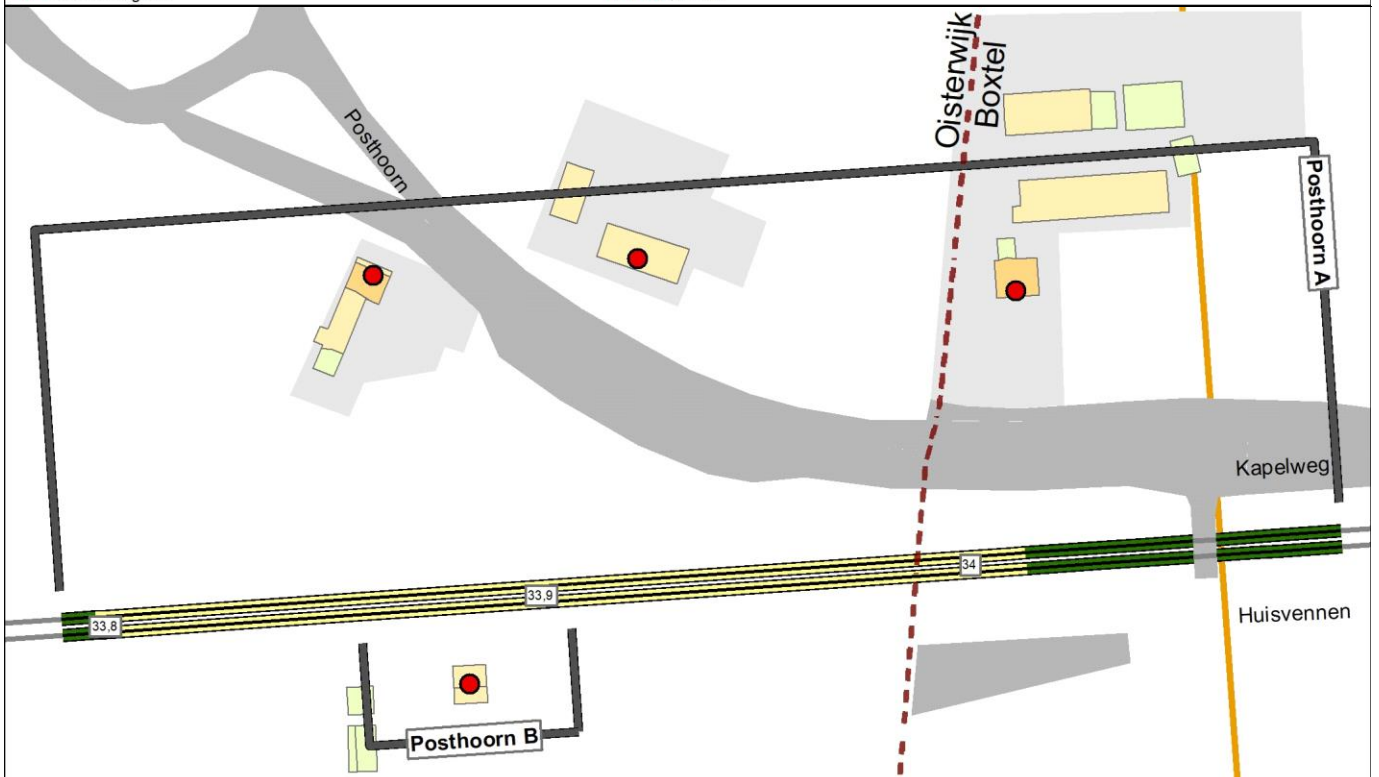 Oisterwijk
Boxtel
Posthoorn
Posthoorn A
Kapelweg
34
33,9
Huisvennen
33,8
Posthoorn B